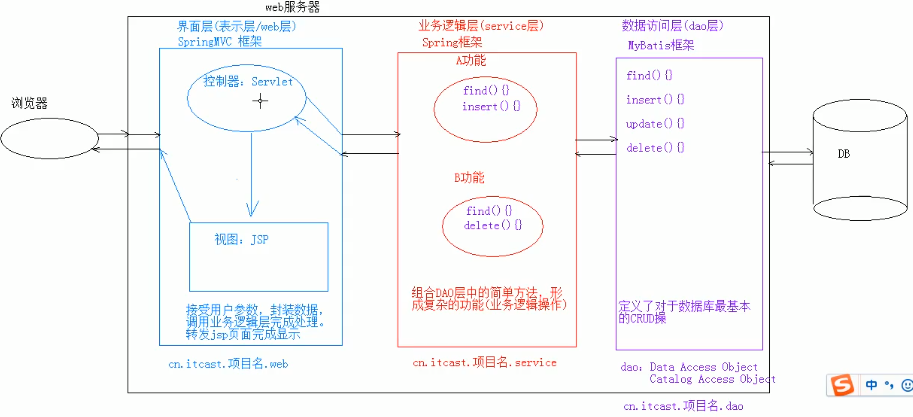 web服务器
界面层(表示层/web层)
SpringMVC 框架
控制器：Servlet
视图：JSP
接受用户参数，封装数据，
调用业务逻辑层完成处理。
转发jsp页面完成显示
cn.itcast.项目名.web
浏览器
业务逻辑层(service层)
Spring框架
A功能
find(){}
insert(){}
B功能
find(){}
delete(){}
组合DAO层中的简单方法，形
成复杂的功能(业务逻辑操作)
cn.itcast.项目名.service
数据访问层(dao层)
MyBatis框架
find(){}
insert(){}
update(){}
delete(){}
定义了对于数据库最基本
的CRUD操
dao：Data Access Object
Catalog Access Object
cn.itcast.项目名.dao
DB
S
中